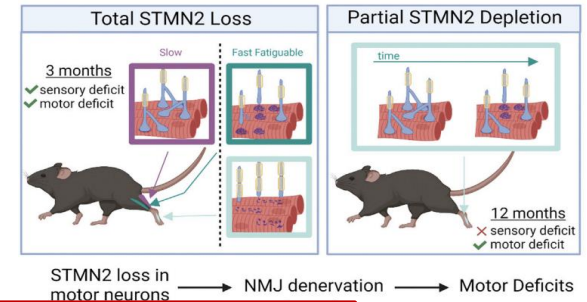 Total STMN2 Loss
Partial STMN2 Depletion
3 months
✓ sensory deficit
✓ motor deficit
Slow
Fast Fatiguable
time
12 months
× sensory deficit
✓ motor deficit
STMN2 loss in
motor neurons
NMJ denervation
Motor Deficits